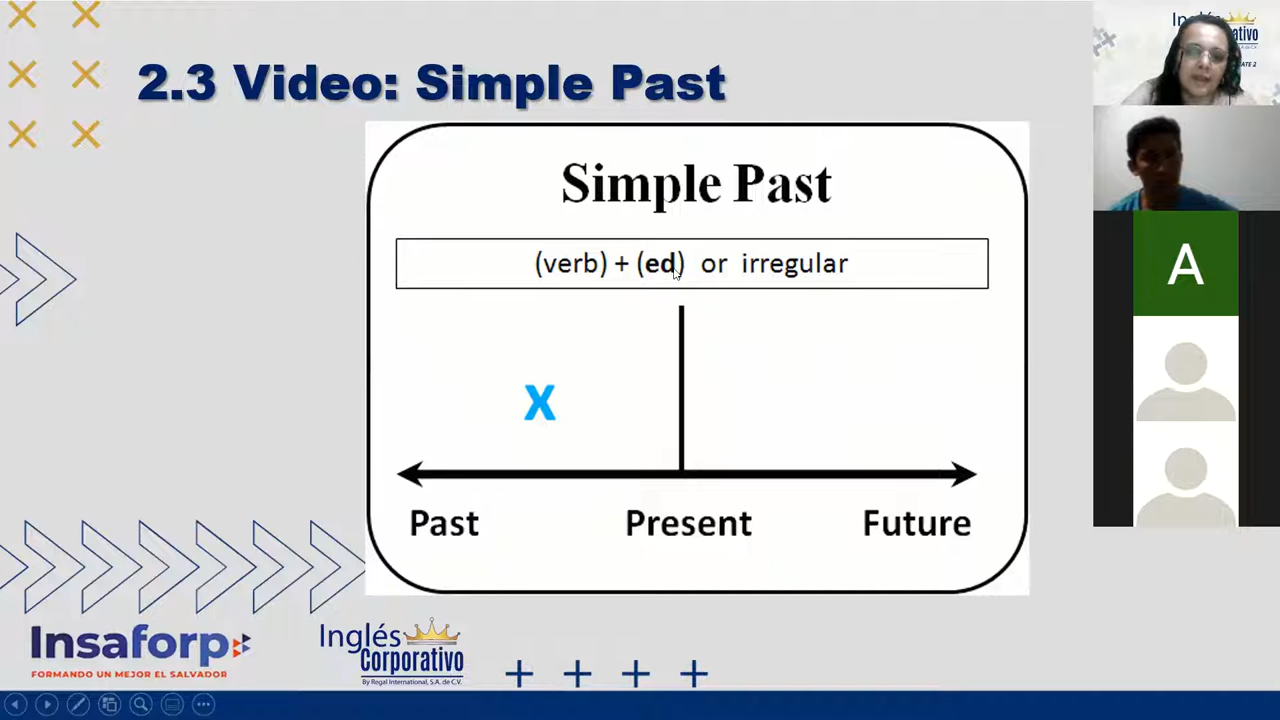 2.3 Video: Simple Past
Simple Past
(verb) + (ed) or irregular
X
Past Present Future
Insaforp
FORMANDO UN MEJOR EL SALVADOR
Inglés
Corporativo
By Regal International, S.A. de C.V.
A